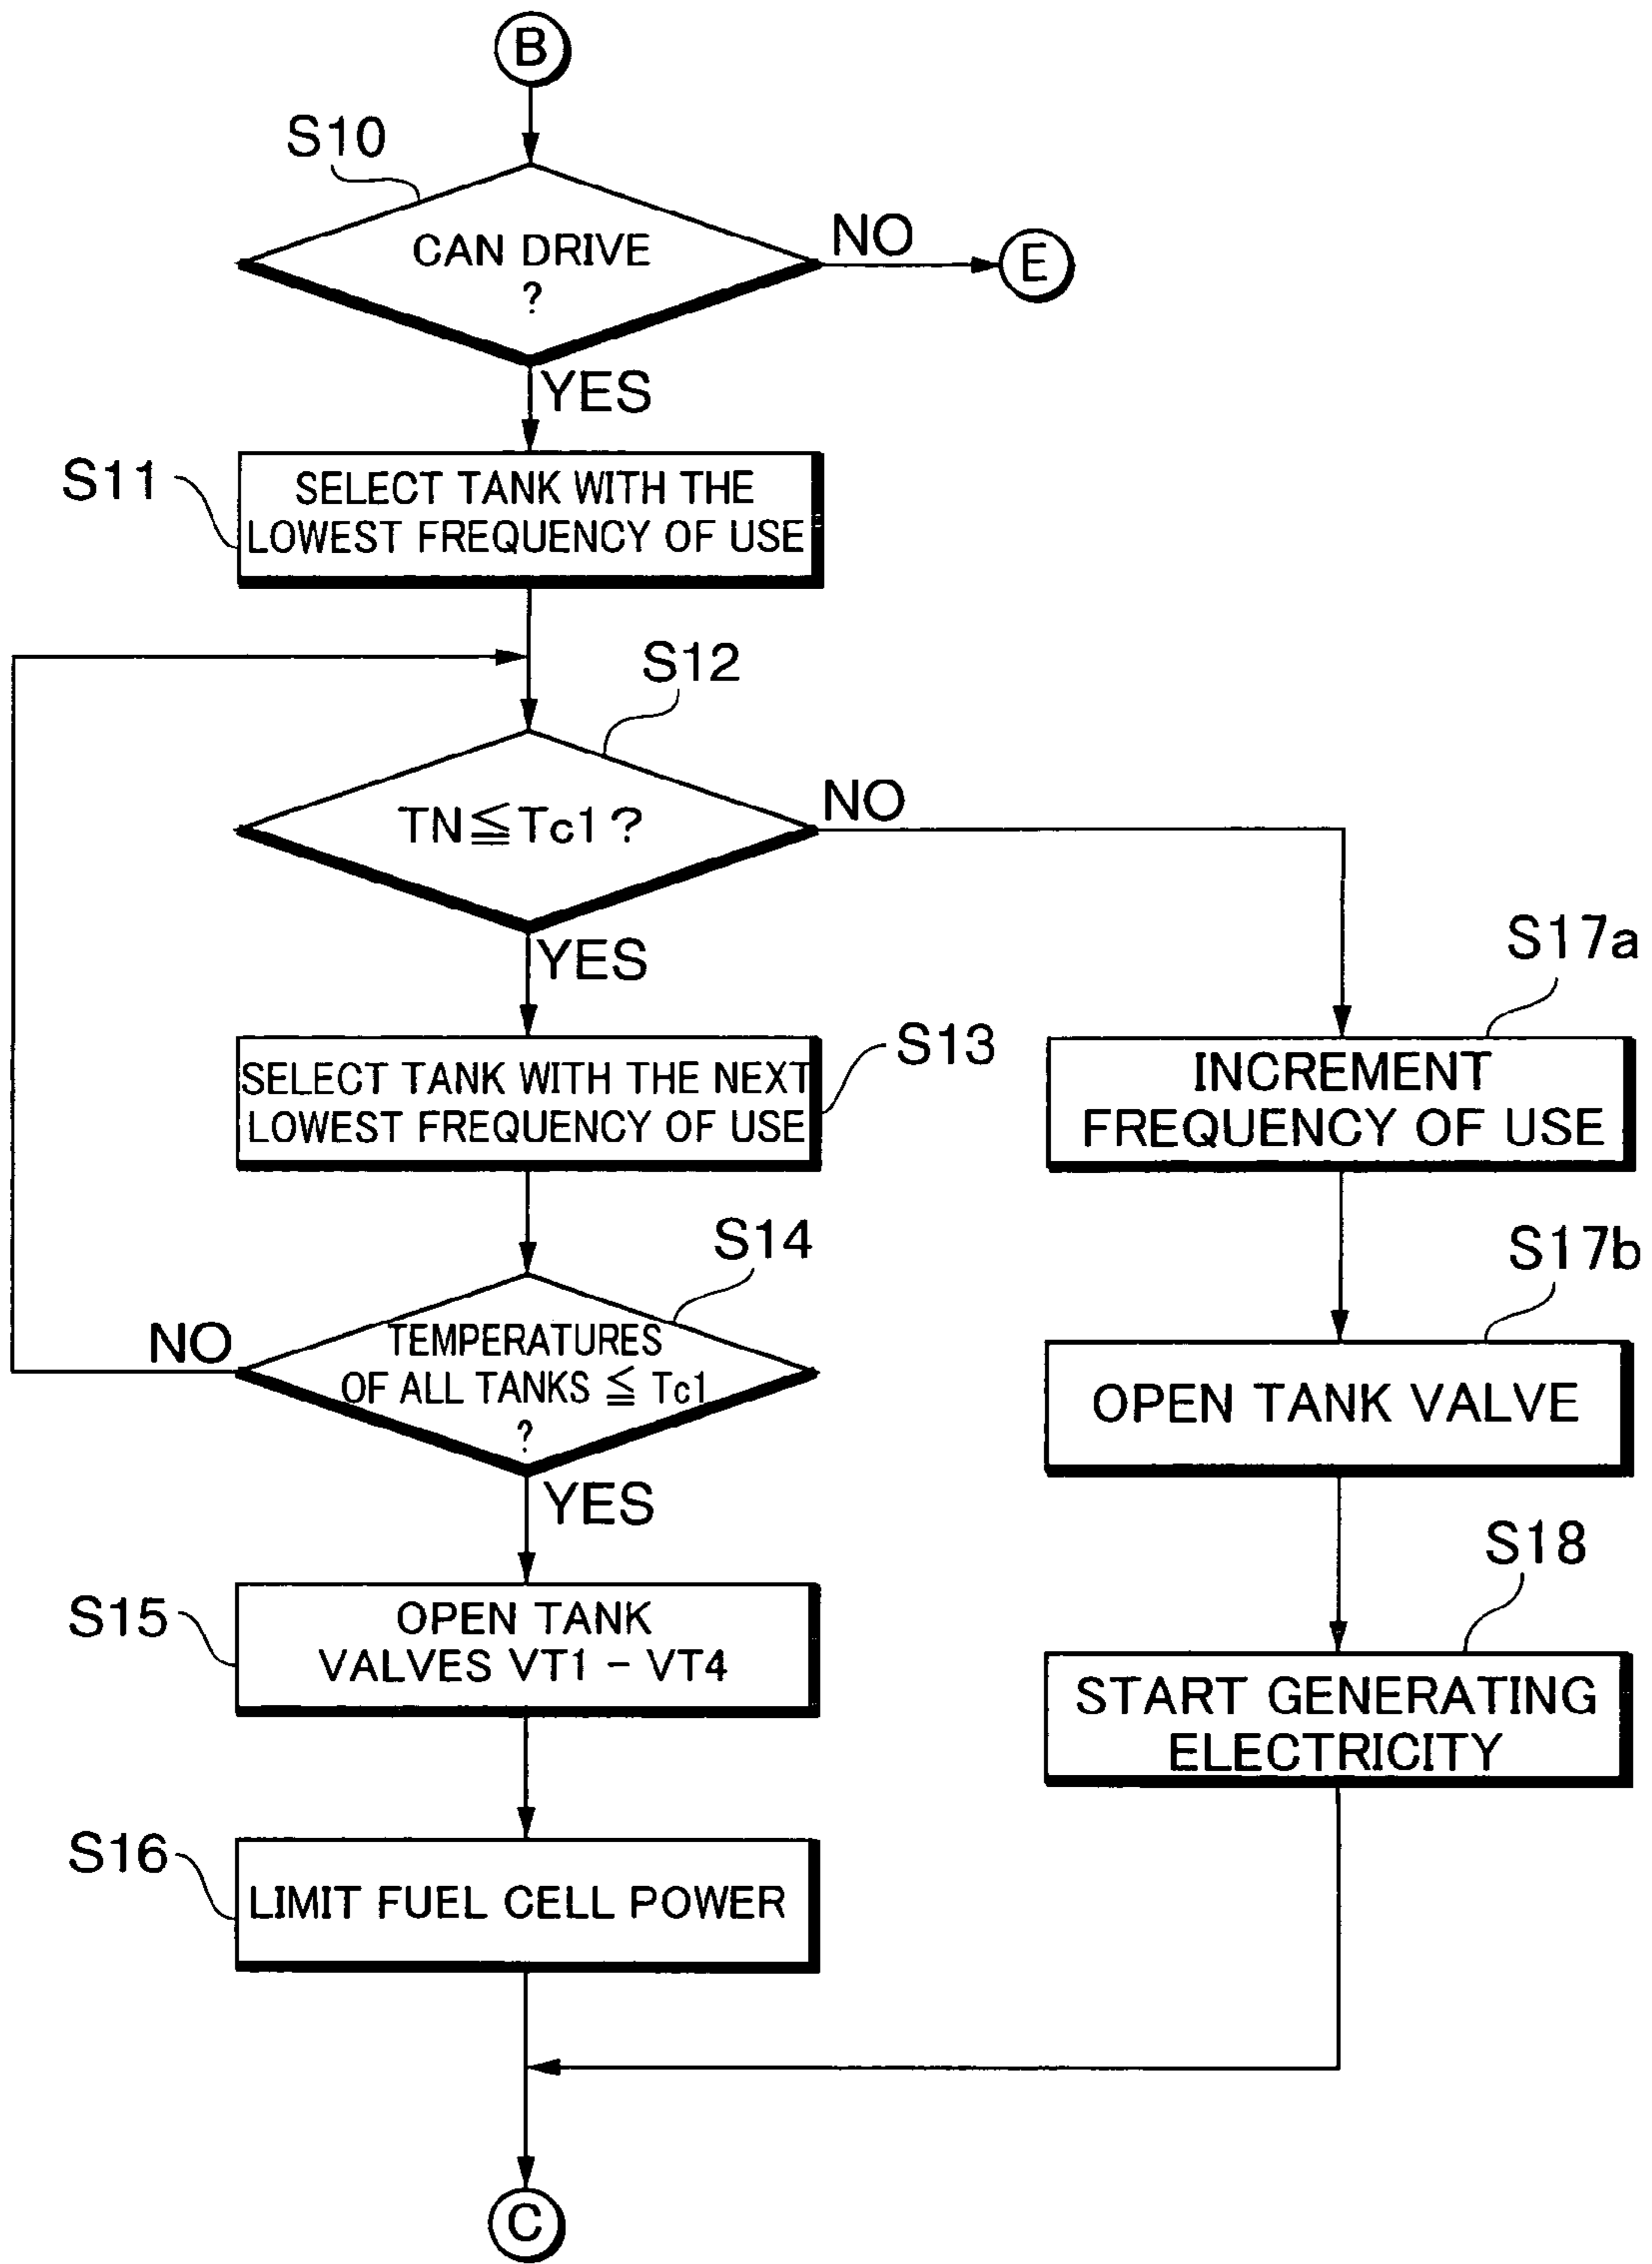 B
S10
CAN DRIVE
?
NO
E
YES
S11
SELECT TANK WITH THE
LOWEST FREQUENCY OF USE
S12
TN≦Tc1?
NO
YES
S17a
S13
SELECT TANK WITH THE NEXT
LOWEST FREQUENCY OF USE
INCREMENT
FREQUENCY OF USE
S14
S17b
NO
TEMPERATURES
OF ALL TANKS ≦ Tc1
?
OPEN TANK VALVE
YES
S18
S15
OPEN TANK
VALVES VT1 – VT4
START GENERATING
ELECTRICITY
S16
LIMIT FUEL CELL POWER
C